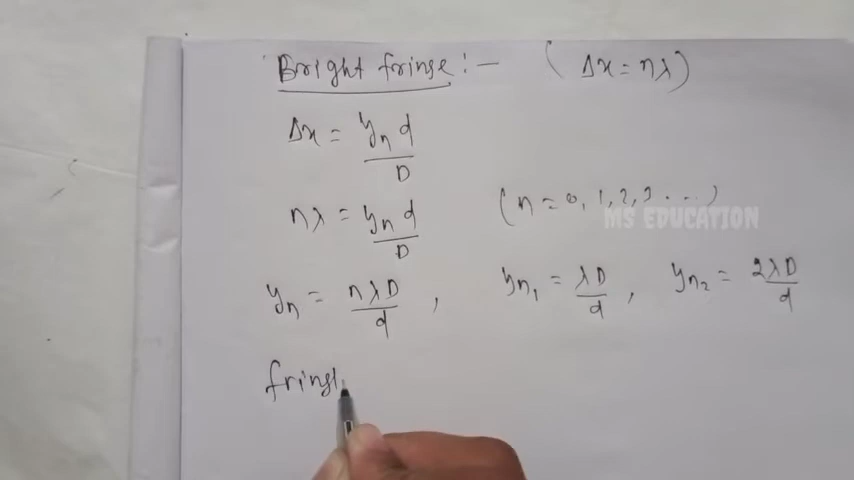 Bright fringe :- (Δx = nλ)
Δx = yₙ d / D
nλ = yₙ d / D (n = 0, 1, 2, 3 ...)
MS EDUCATION
yₙ = nλD / d , yₙ₁ = λD / d , yₙ₂ = 2λD / d
fring